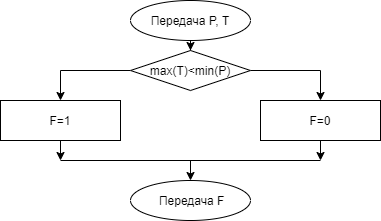 Передача P, T
max(T)<min(P)
F=1
F=0
Передача F